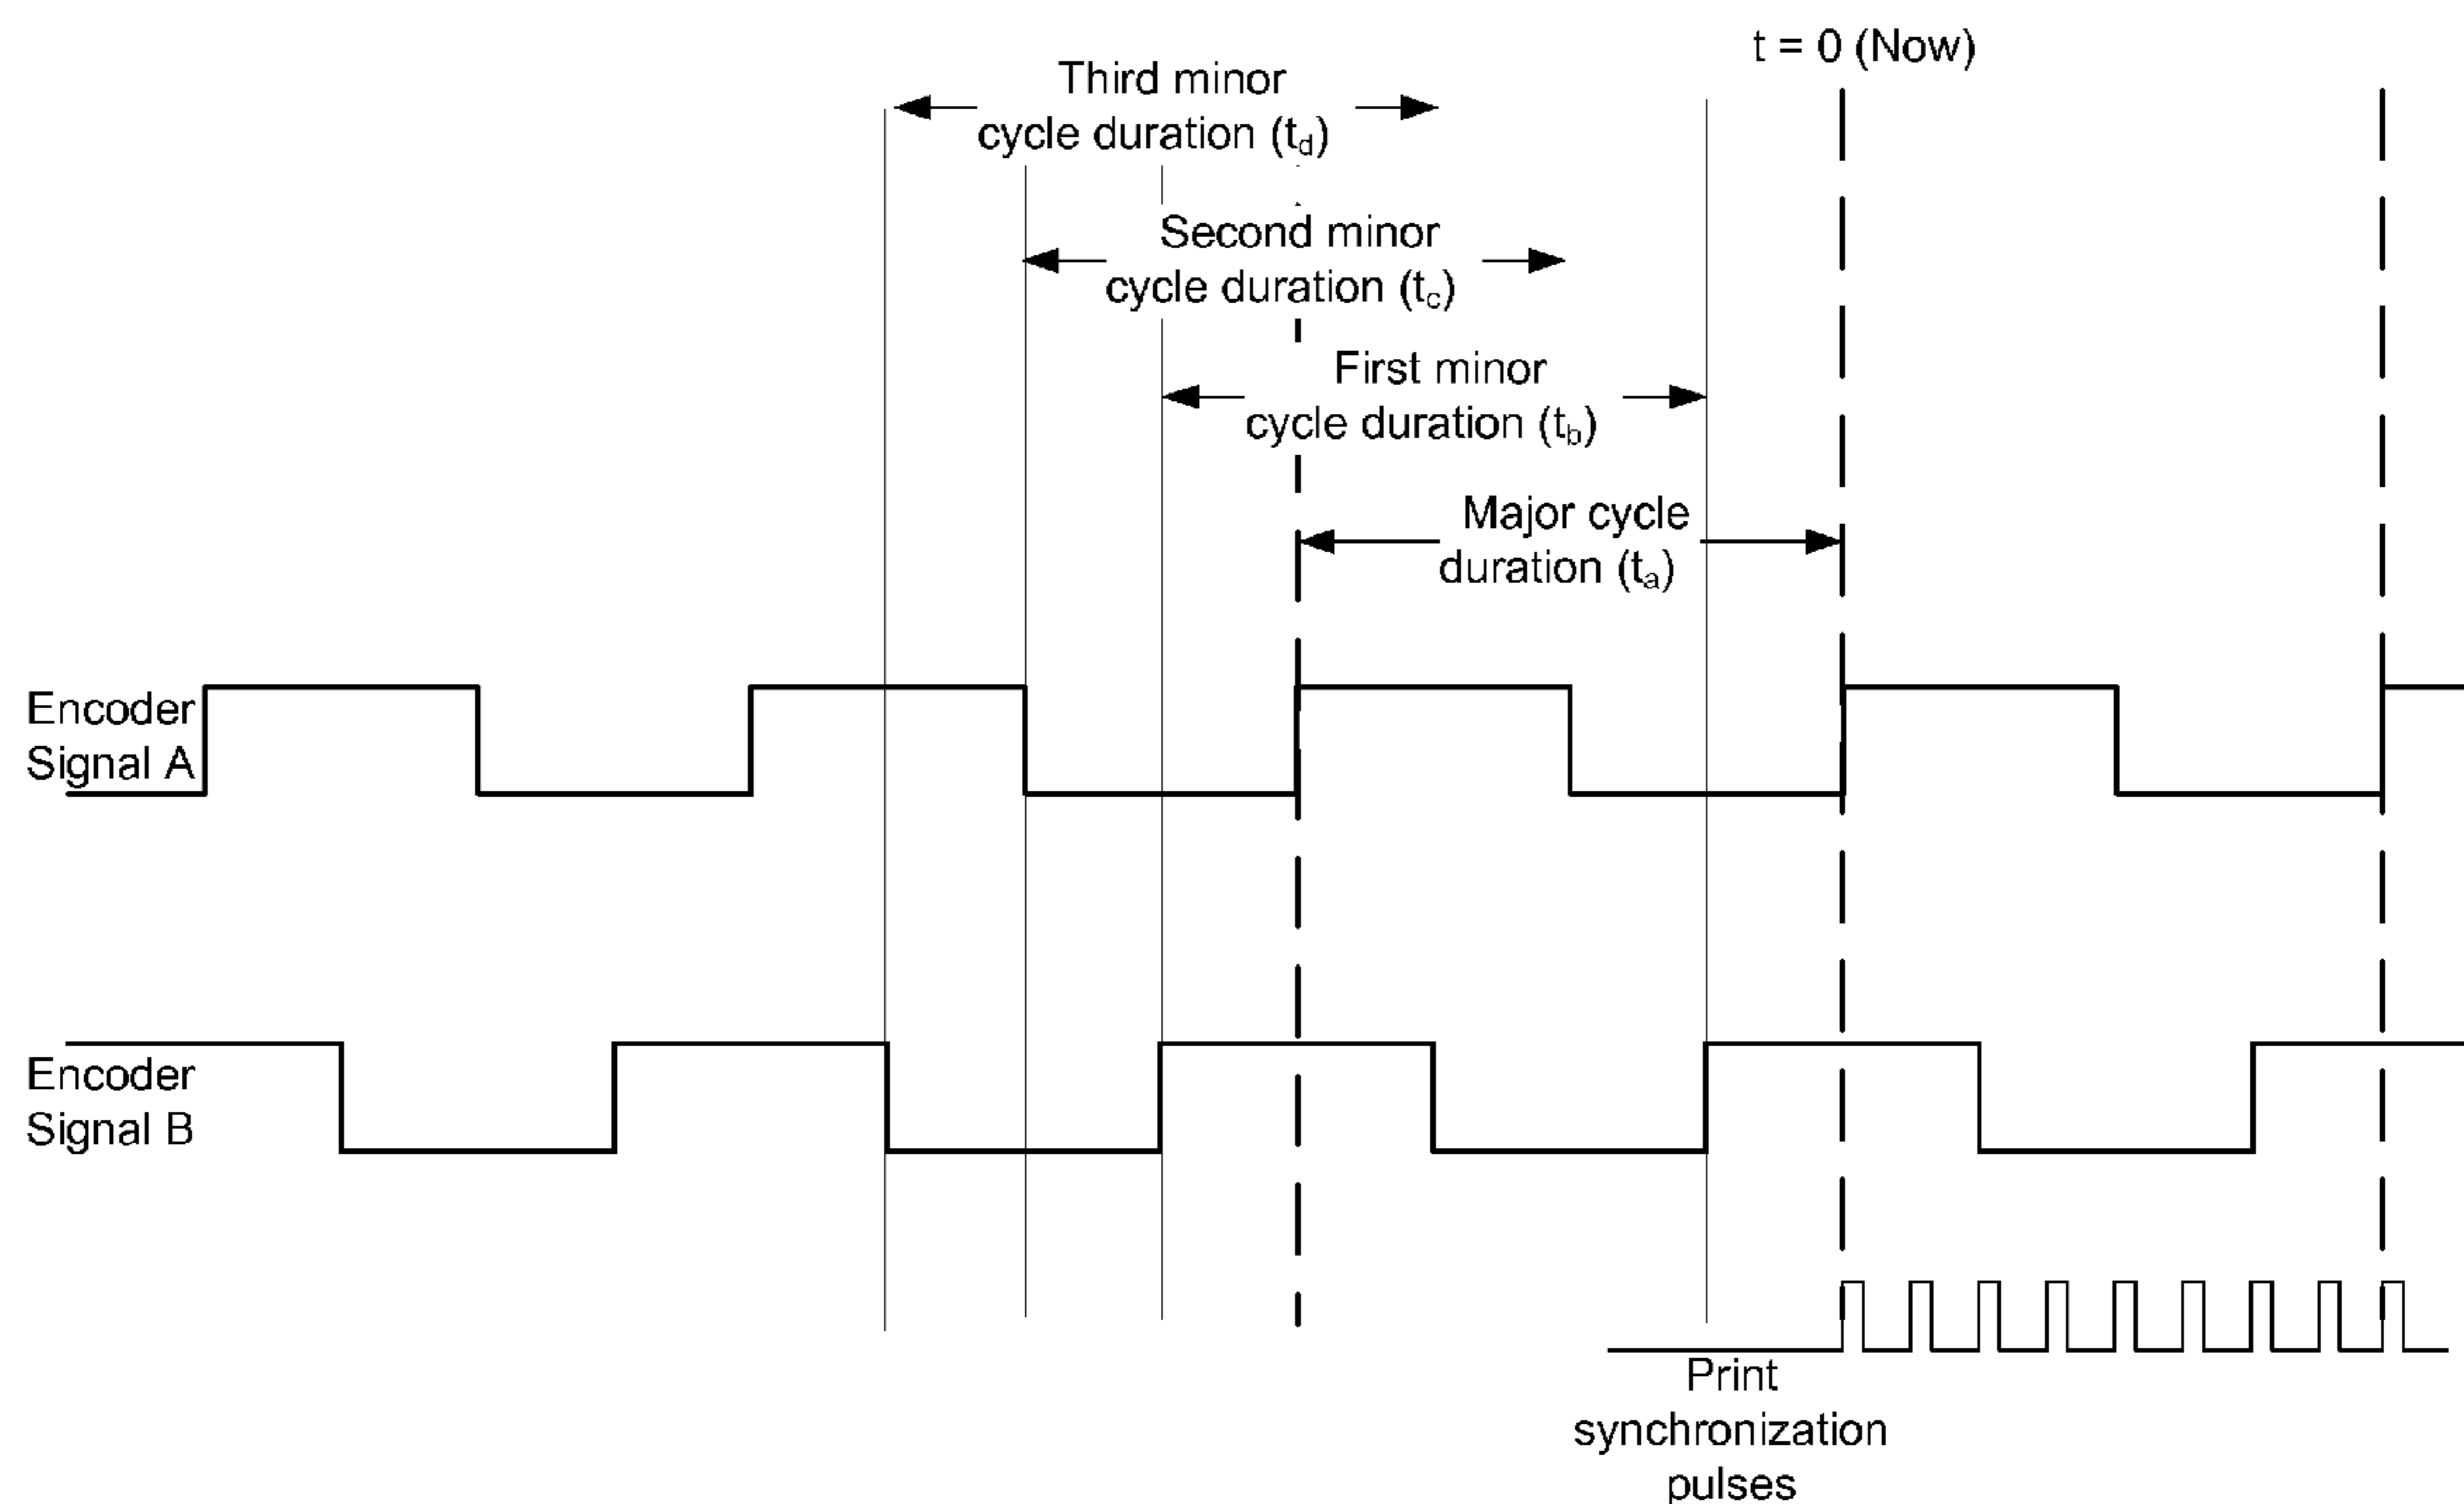 t = 0 (Now)
Third minor
cycle duration (td)
Second minor
cycle duration (tc)
First minor
cycle duration (tb)
Major cycle
duration (ta)
Encoder
Signal A
Encoder
Signal B
Print
synchronization
pulses